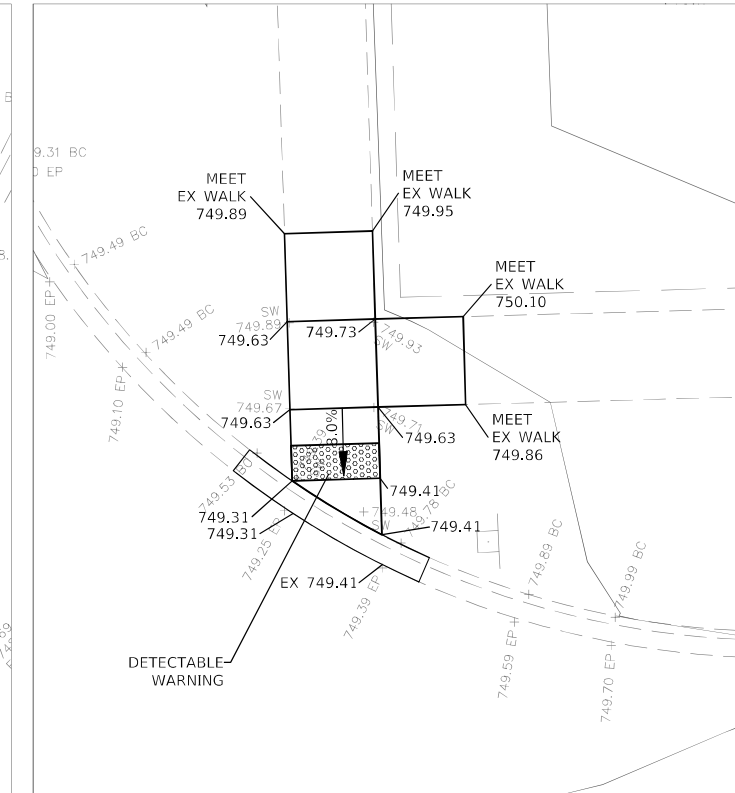 9.31 BC
EP
MEET
EX WALK
749.89
MEET
EX WALK
749.95
749.49 BC
MEET
EX WALK
750.10
749.00 EP
749.49 BC
SW
749.89
749.63
749.73
749.93
SW
749.10 EP
SW
749.67
749.63
8.0%
749.71
SW
749.63
MEET
EX WALK
749.86
749.53 BC
749.31
749.31
749.25 EP
749.41
749.48
SW
749.41
749.78 BC
EX 749.41
749.39 EP
749.89 BC
749.99 BC
749.59 EP
749.70 EP
DETECTABLE
WARNING